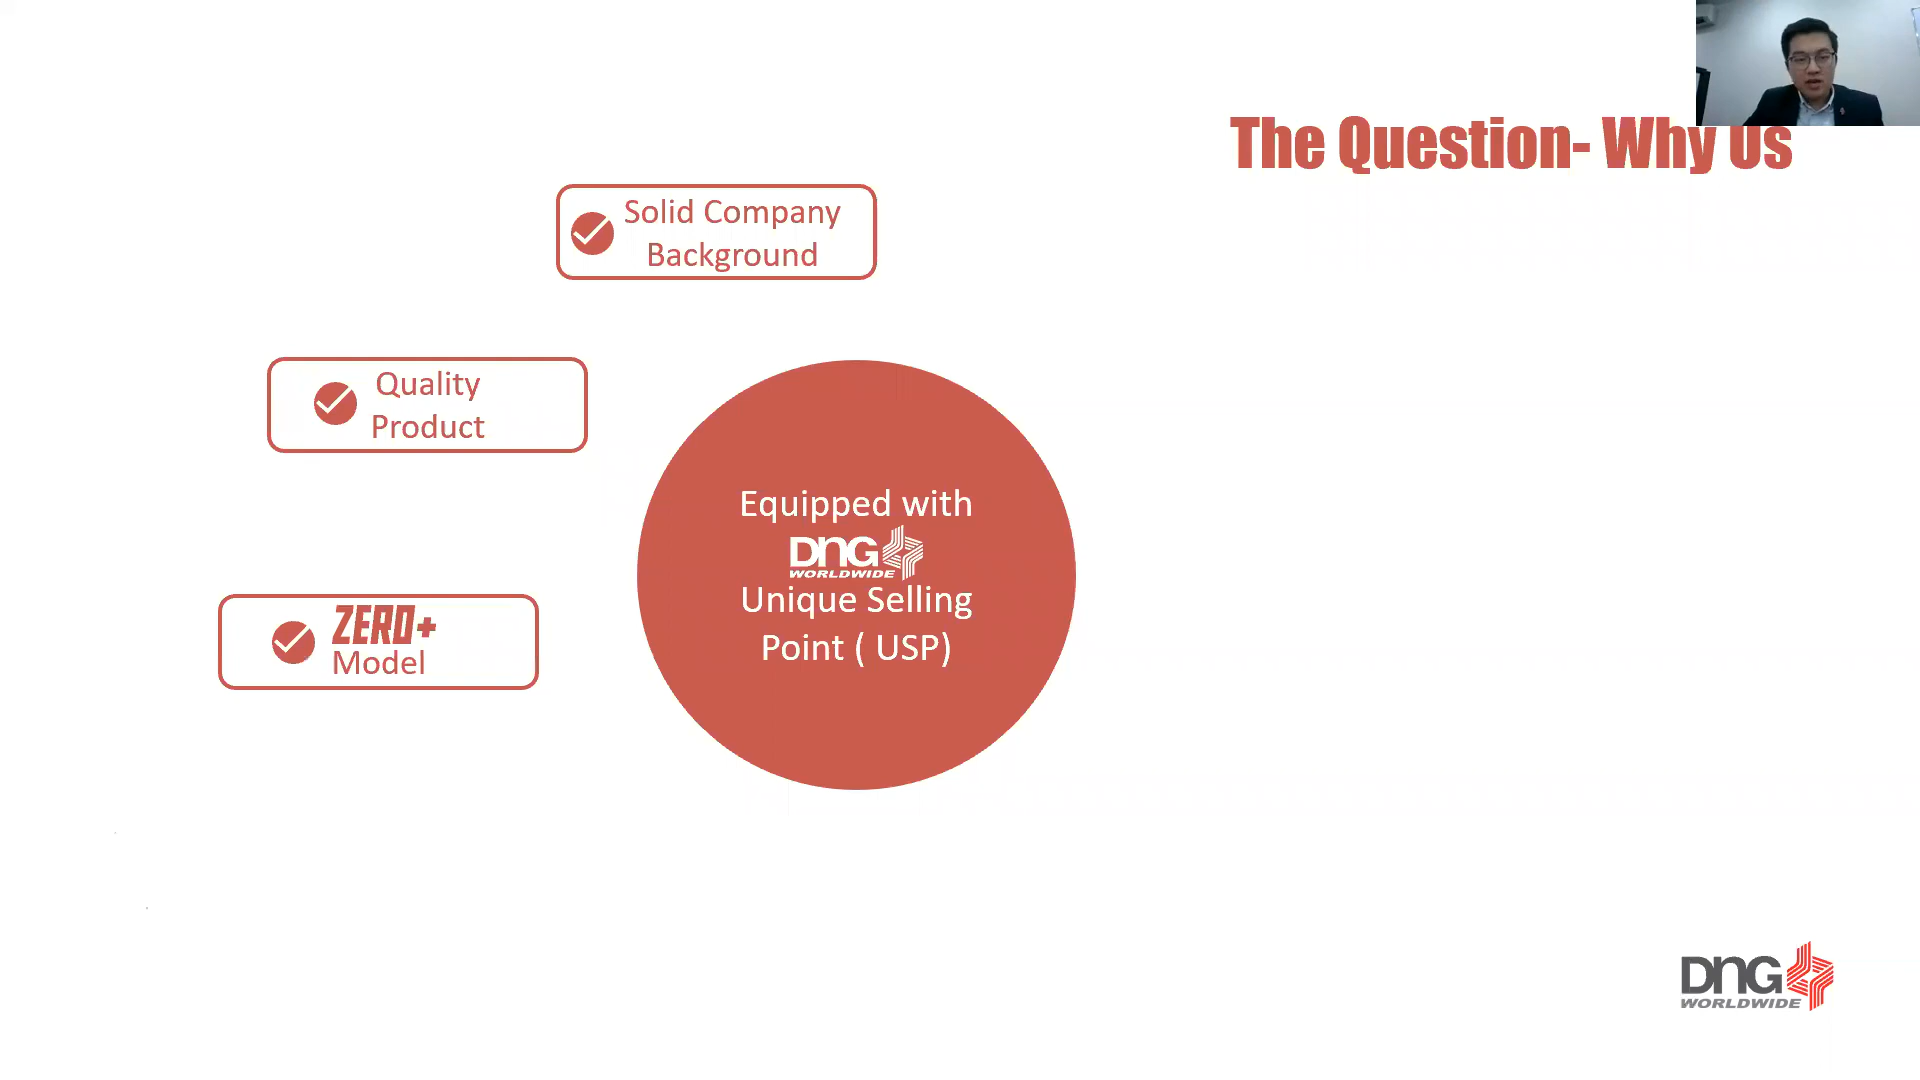 The Question- Why Us
Solid Company
Background
Quality
Product
ZERO+
Model
Equipped with
DNG
WORLDWIDE
Unique Selling
Point ( USP)
DNG
WORLDWIDE